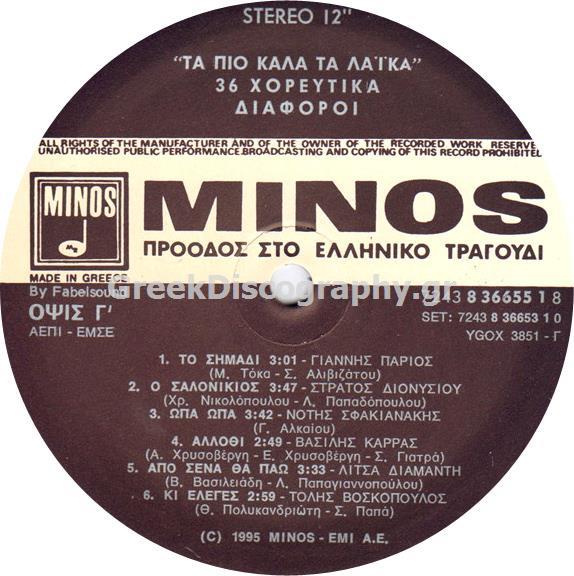 STEREO 12"
"ΤΑ ΠΙΟ ΚΑΛΑ ΤΑ ΛΑΪΚΑ"
36 ΧΟΡΕΥΤΙΚΑ
ΔΙΑΦΟΡΟΙ
ALL RIGHTS OF THE MANUFACTURER AND OF THE OWNER OF THE RECORDED WORK RESERVE
UNAUTHORISED PUBLIC PERFORMANCE.BROADCASTING AND COPYING OF THIS RECORD PROHIBITE
MINOS
MINOS
ΠΡΟΟΔΟΣ ΣΤΟ ΕΛΛΗΝΙΚΟ ΤΡΑΓΟΥΔΙ
MADE IN GREECE
GreekDiscography.gr
By Fabelsound
7243 8 36655 1 8
ΟΨΙΣ Γ'
SET: 7243 8 36653 1 0
ΑΕΠΙ - ΕΜΣΕ
YGOX 3851 - Γ
1. ΤΟ ΣΗΜΑΔΙ 3:01 - ΓΙΑΝΝΗΣ ΠΑΡΙΟΣ
(Μ. Τόκα - Σ. Αλιβιζάτου)
2. Ο ΣΑΛΟΝΙΚΙΟΣ 3:47 - ΣΤΡΑΤΟΣ ΔΙΟΝΥΣΙΟΥ
(Χρ. Νικολόπουλου - Λ. Παπαδόπουλου)
3. ΩΠΑ ΩΠΑ 3:42 - ΝΟΤΗΣ ΣΦΑΚΙΑΝΑΚΗΣ
(Γ. Αλκαίου)
4. ΑΛΛΟΘΙ 2:49 - ΒΑΣΙΛΗΣ ΚΑΡΡΑΣ
(Α. Χρυσοβέργη - Ε. Χρυσοβέργη - Σ. Γιατρά)
5. ΑΠΟ ΣΕΝΑ ΘΑ ΠΑΩ 3:33 - ΛΙΤΣΑ ΔΙΑΜΑΝΤΗ
(Β. Βασιλειάδη - Λ. Παπαγιαννοπούλου)
6. ΚΙ ΕΛΕΓΕΣ 2:59 - ΤΟΛΗΣ ΒΟΣΚΟΠΟΥΛΟΣ
(Θ. Πολυκανδριώτη - Σ. Παπά)
(C) 1995 MINOS - EMI A.E.